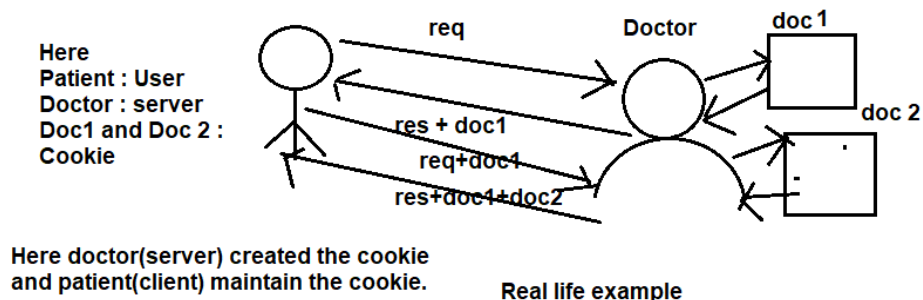 req
Doctor
doc 1
Here
Patient : User
Doctor : server
Doc1 and Doc 2 :
Cookie
res + doc1
req+doc1
res+doc1+doc2
doc 2
Here doctor(server) created the cookie
and patient(client) maintain the cookie.
Real life example